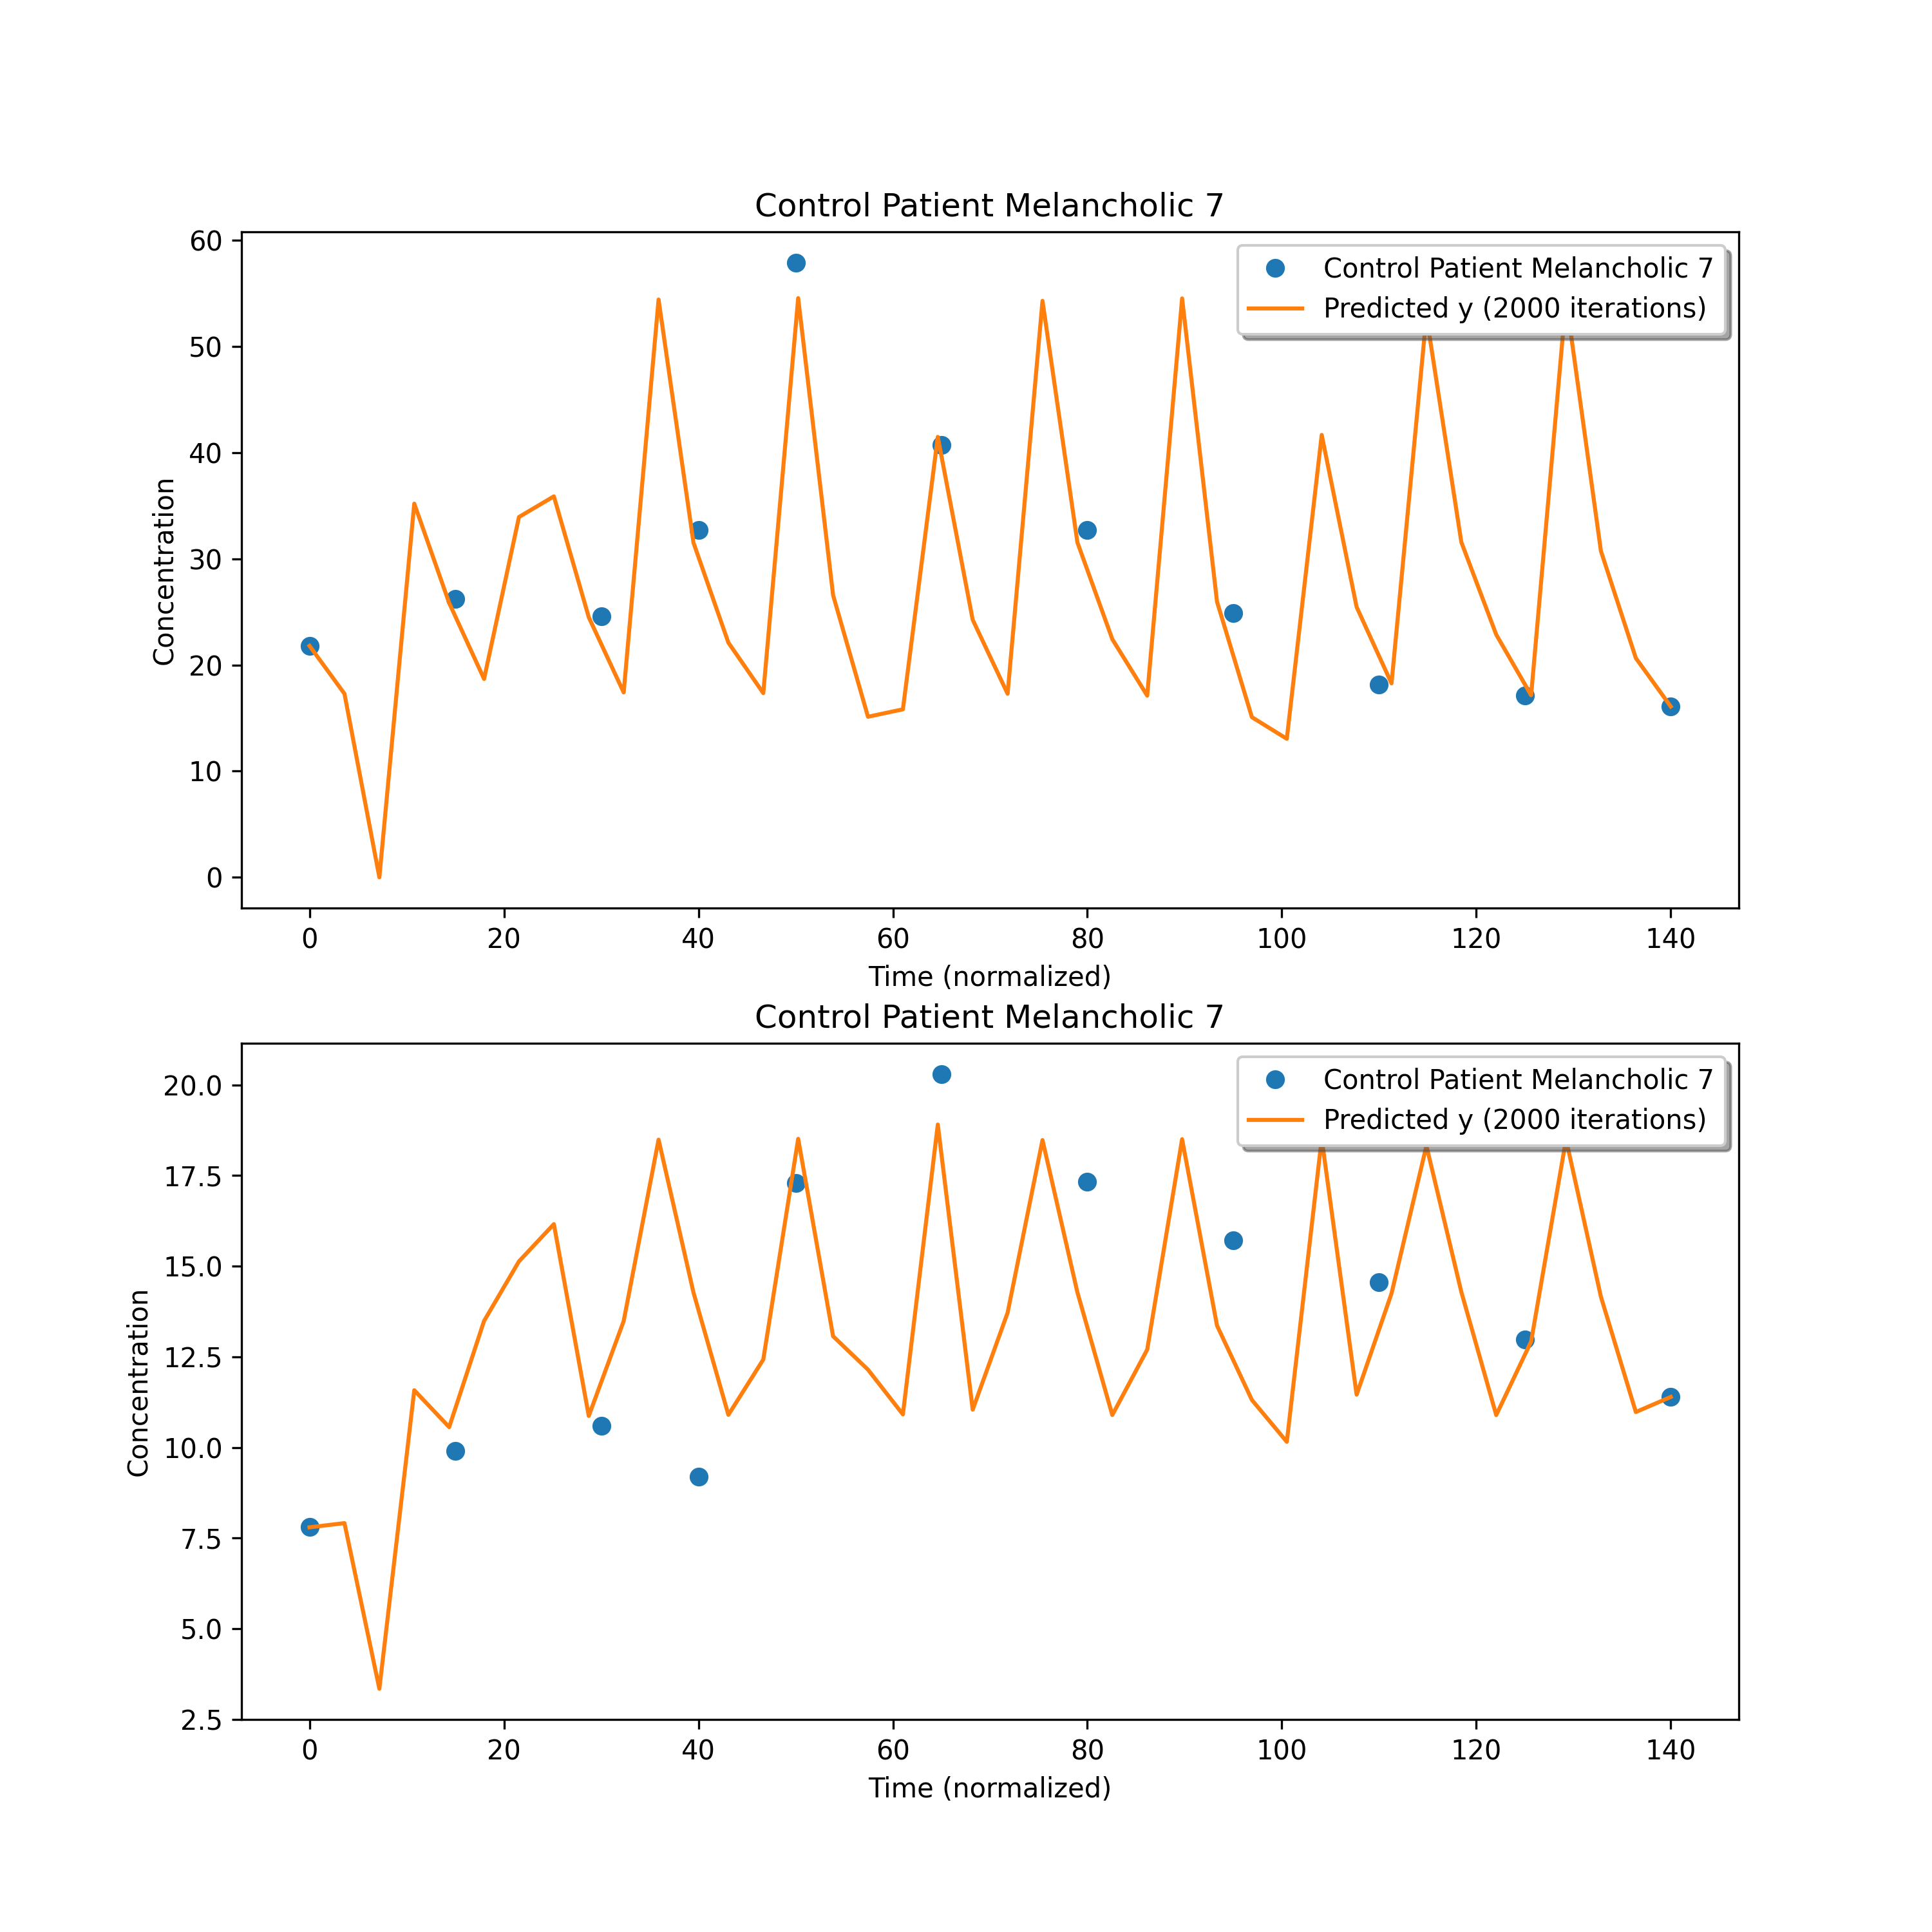 Control Patient Melancholic 7
60
50
40
30
20
10
0
Concentration
Control Patient Melancholic 7
Predicted y (2000 iterations)
0 20 40 60 80 100 120 140
Time (normalized)
Control Patient Melancholic 7
20.0
17.5
15.0
12.5
10.0
7.5
5.0
2.5
Concentration
Control Patient Melancholic 7
Predicted y (2000 iterations)
0 20 40 60 80 100 120 140
Time (normalized)